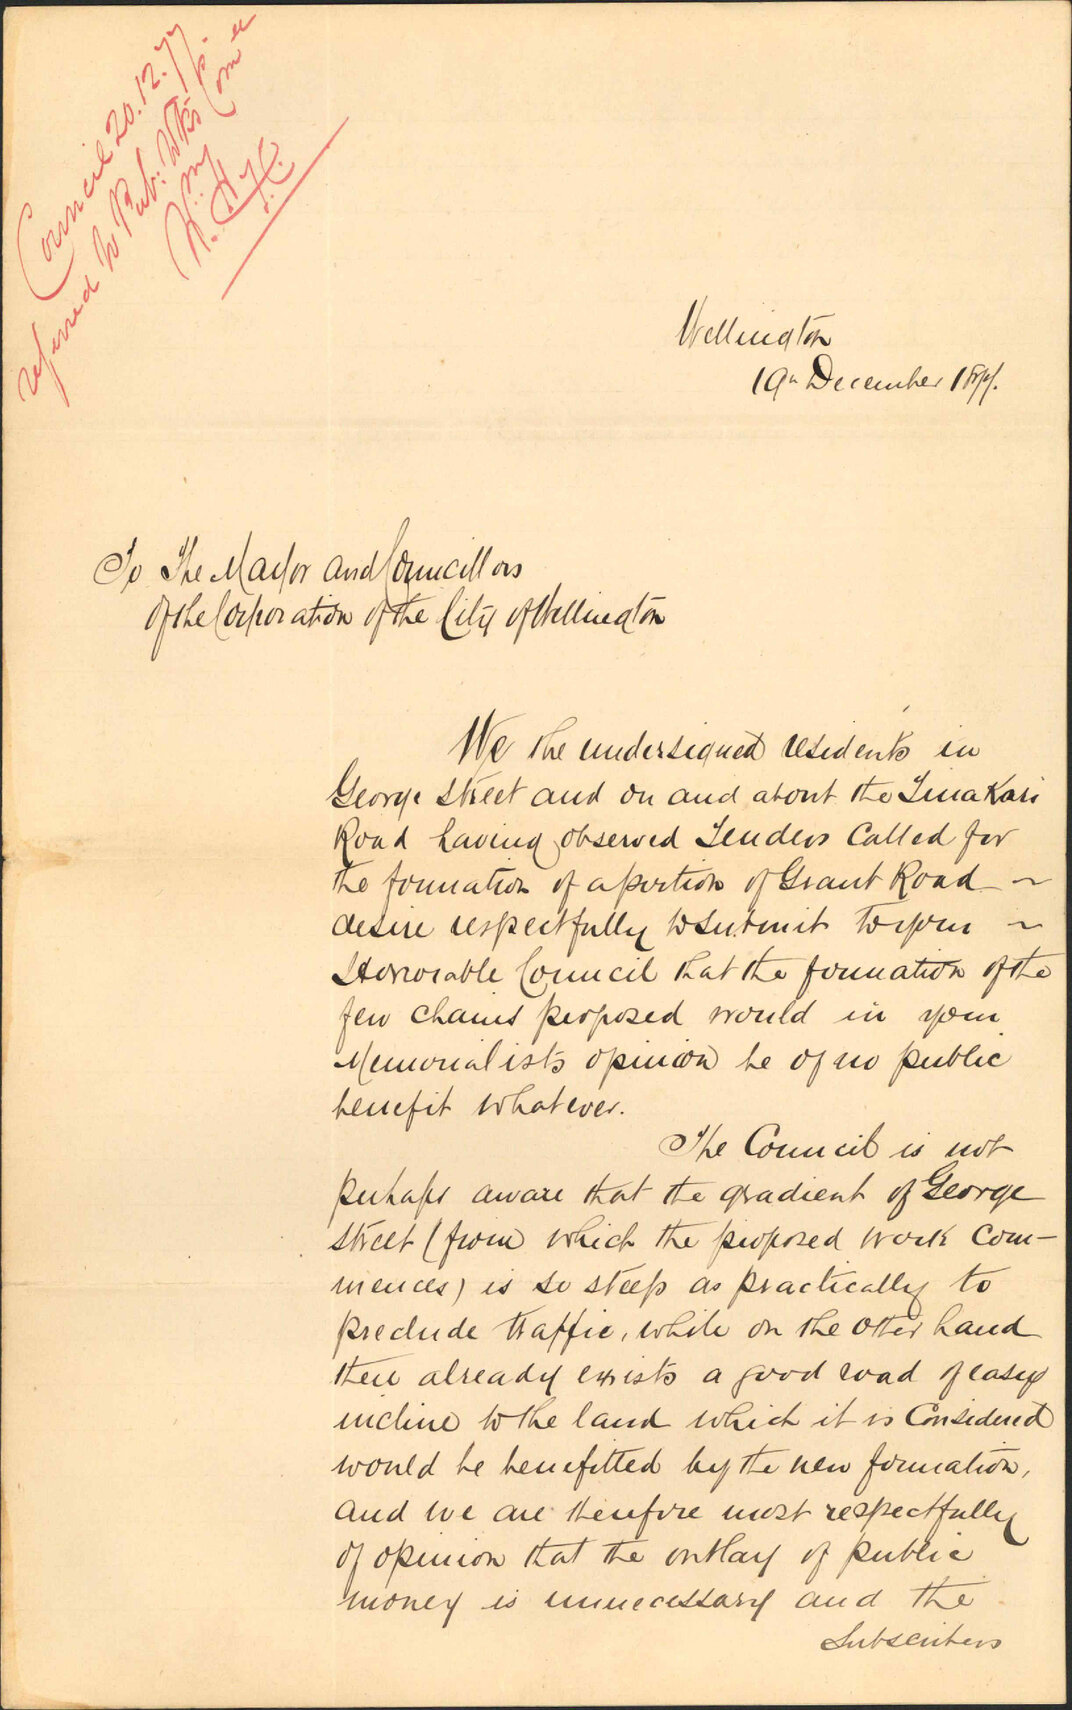 Council 20.12.77
referred to Pub: Wks Com ee
Wellington
19th December 1877.
To The Mayor and Councillors
Of the Corporation of the City of Wellington
We the undersigned residents in
George Street and on and about the Tinakori
Road having observed Tenders Called for
the formation of a portion of Grant Road ~
desire respectfully to submit to your ~
Honorable Council that the formation of the
few chains proposed would in your
Memorialists opinion be of no public
benefit whatever.
The Council is not
perhaps aware that the gradient of George
Street (from which the proposed work Com-
mences) is so steep as practically to
preclude traffic, while on the other hand
there already exists a good road of easy
incline to the land which it is Considered
would be benefitted by the new formation,
and we are therefore most respectfully
of opinion that the outlay of public
money is unnecessary and the
Subscribers